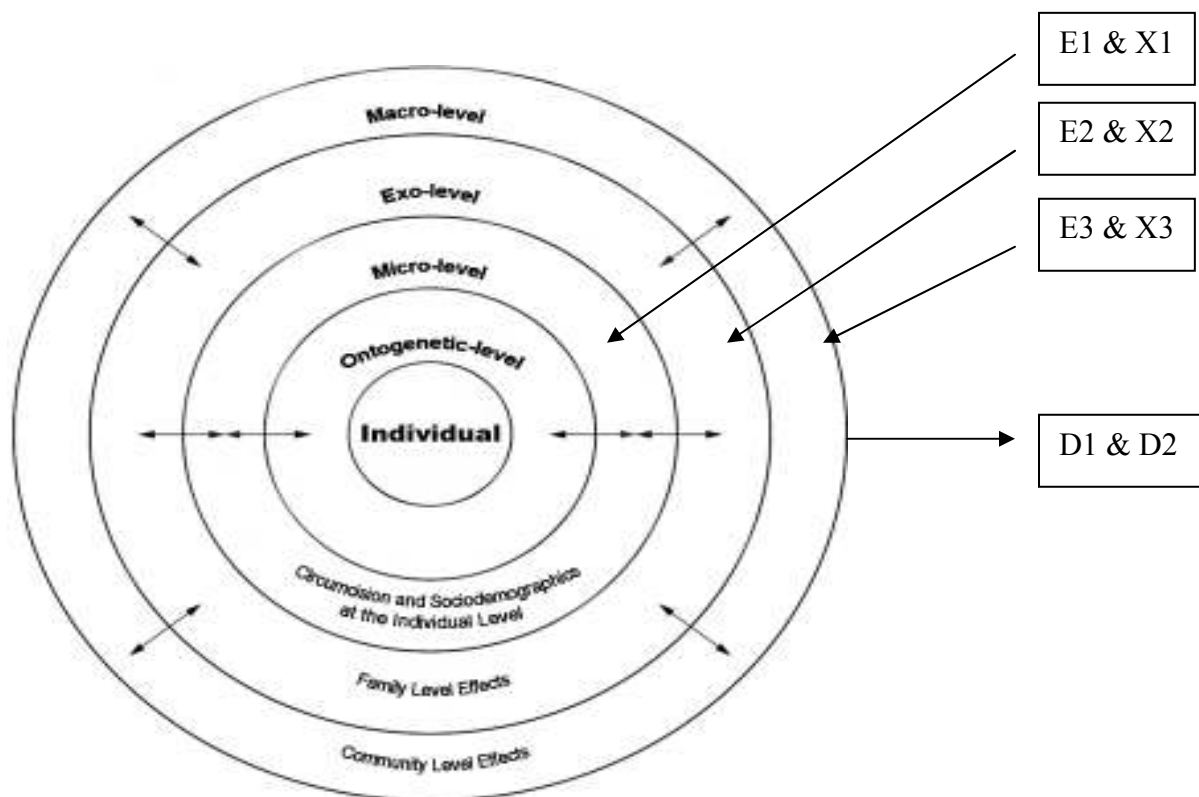 E1 & X1
E2 & X2
E3 & X3
D1 & D2
Macro-level
Exo-level
Micro-level
Ontogenetic-level
Individual
Circumcision and Sociodemographics
at the Individual Level
Family Level Effects
Community Level Effects